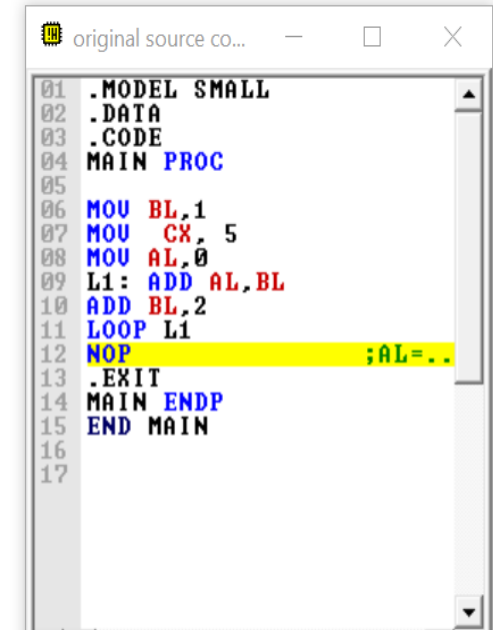 original source co...
01 .MODEL SMALL
02 .DATA
03 .CODE
04 MAIN PROC
05
06 MOV BL,1
07 MOV  CX, 5
08 MOV AL,0
09 L1: ADD AL,BL
10 ADD BL,2
11 LOOP L1
12 NOP ;AL=..
13 .EXIT
14 MAIN ENDP
15 END MAIN
16
17